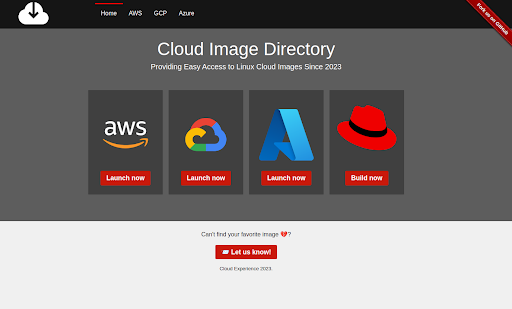 Home AWS GCP Azure
Fork us on GitHub
Cloud Image Directory
Providing Easy Access to Linux Cloud Images Since 2023
aws
Launch now Launch now Launch now Build now
Can't find your favorite image 💔?
📨 Let us know!
Cloud Experience 2023.